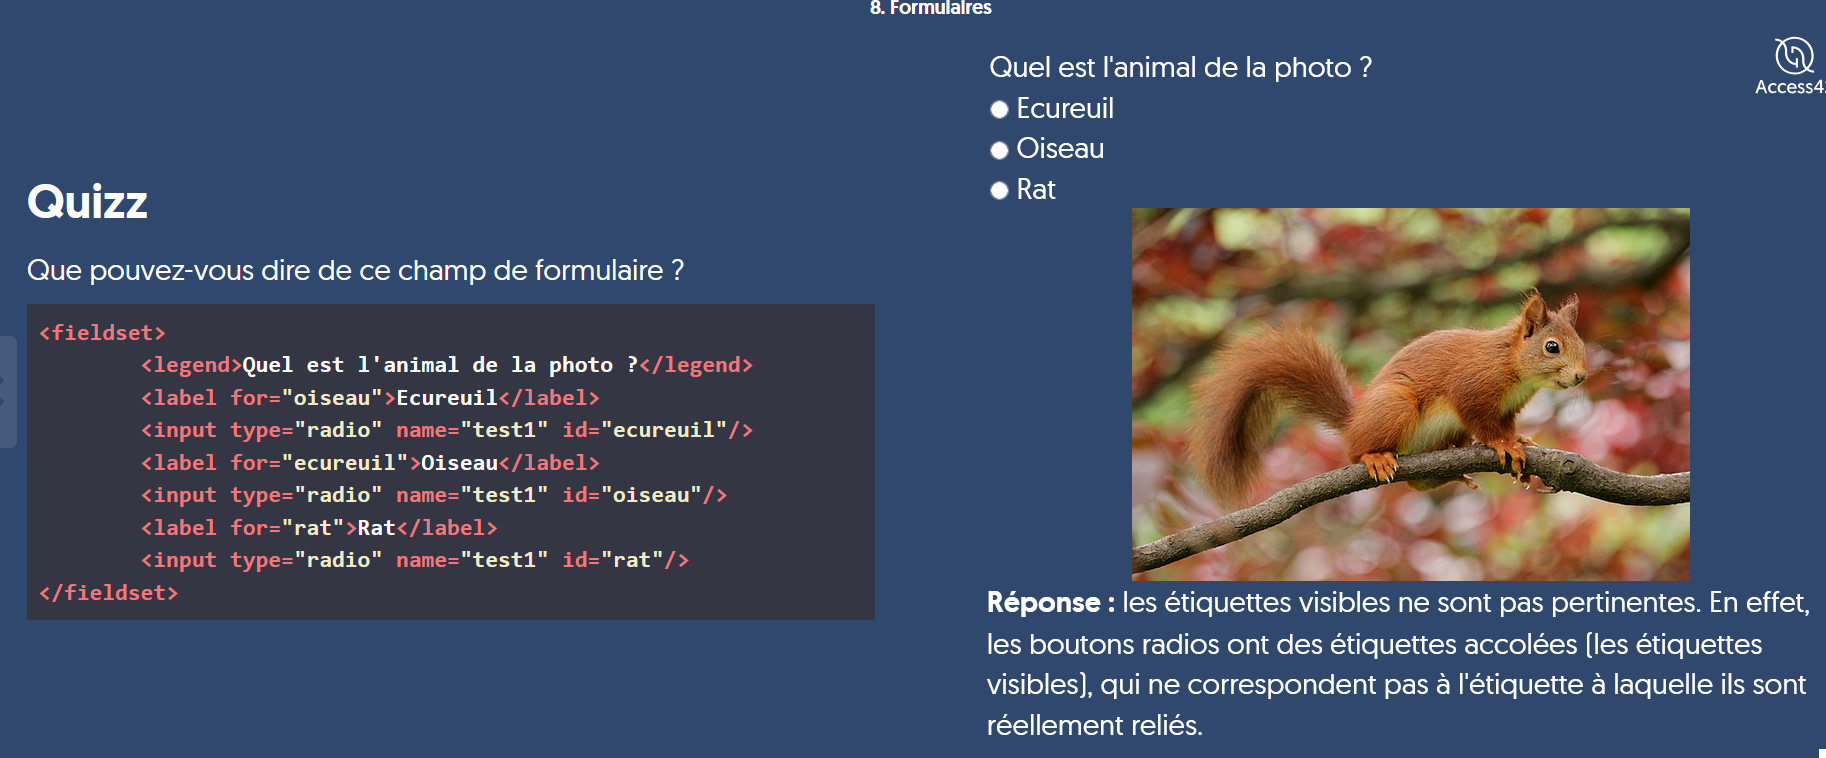 8. Formulaires
Quizz
Que pouvez-vous dire de ce champ de formulaire ?
<fieldset>
<legend>Quel est l'animal de la photo ?</legend>
<label for="oiseau">Ecureuil</label>
<input type="radio" name="test1" id="ecureuil"/>
<label for="ecureuil">Oiseau</label>
<input type="radio" name="test1" id="oiseau"/>
<label for="rat">Rat</label>
<input type="radio" name="test1" id="rat"/>
</fieldset>
Quel est l'animal de la photo ?
Ecureuil
Oiseau
Rat
Réponse : les étiquettes visibles ne sont pas pertinentes. En effet,
les boutons radios ont des étiquettes accolées (les étiquettes
visibles), qui ne correspondent pas à l'étiquette à laquelle ils sont
réellement reliés.